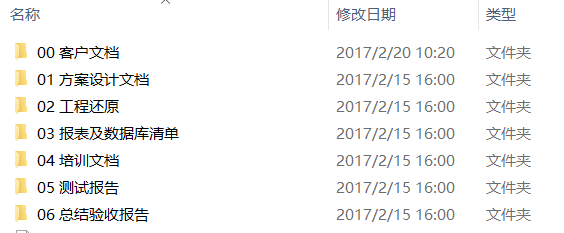 名称 修改日期 类型
00 客户文档 2017/2/20 10:20 文件夹
01 方案设计文档 2017/2/15 16:00 文件夹
02 工程还原 2017/2/15 16:00 文件夹
03 报表及数据库清单 2017/2/15 16:00 文件夹
04 培训文档 2017/2/15 16:00 文件夹
05 测试报告 2017/2/15 16:00 文件夹
06 总结验收报告 2017/2/15 16:00 文件夹